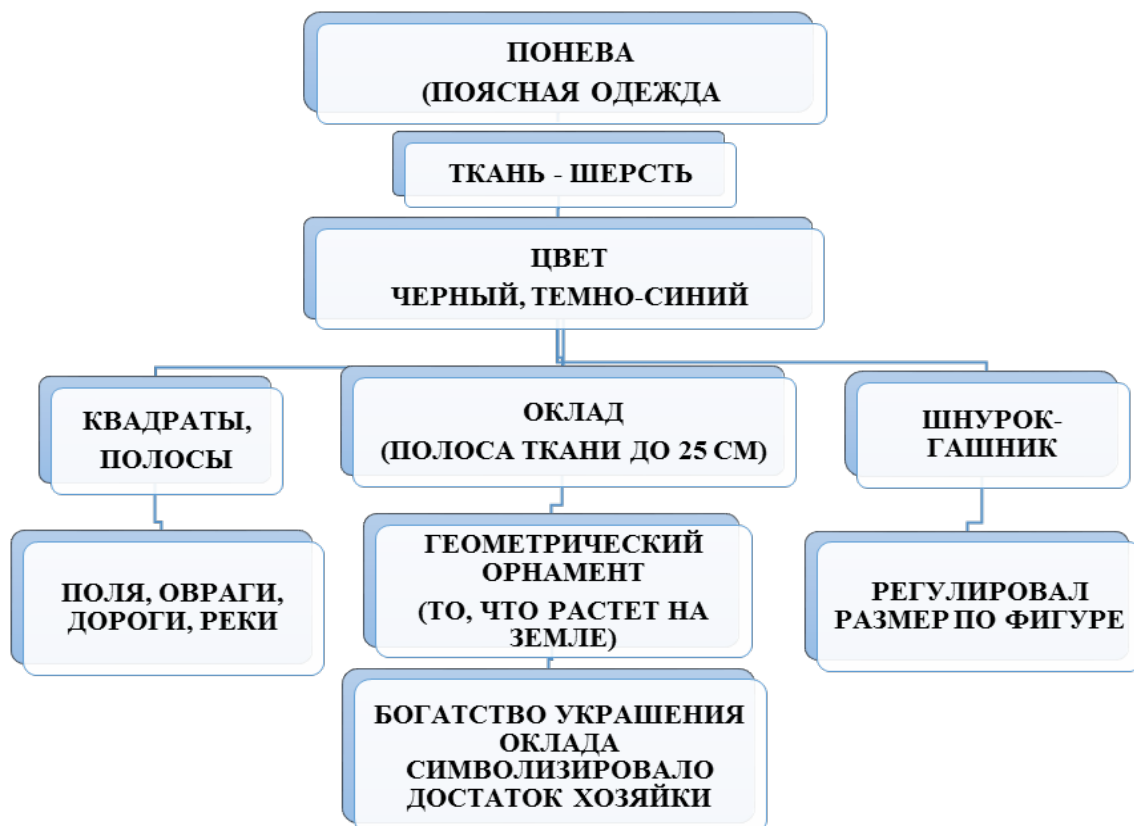 ПОНЕВА
(ПОЯСНАЯ ОДЕЖДА
ТКАНЬ - ШЕРСТЬ
ЦВЕТ
ЧЕРНЫЙ, ТЕМНО-СИНИЙ
КВАДРАТЫ,
ПОЛОСЫ
ПОЛЯ, ОВРАГИ,
ДОРОГИ, РЕКИ
ОКЛАД
(ПОЛОСА ТКАНИ ДО 25 СМ)
ГЕОМЕТРИЧЕСКИЙ
ОРНАМЕНТ
(ТО, ЧТО РАСТЕТ НА
ЗЕМЛЕ)
БОГАТСТВО УКРАШЕНИЯ
ОКЛАДА
СИМВОЛИЗИРОВАЛО
ДОСТАТОК ХОЗЯЙКИ
ШНУРОК-
ГАШНИК
РЕГУЛИРОВАЛ
РАЗМЕР ПО ФИГУРЕ